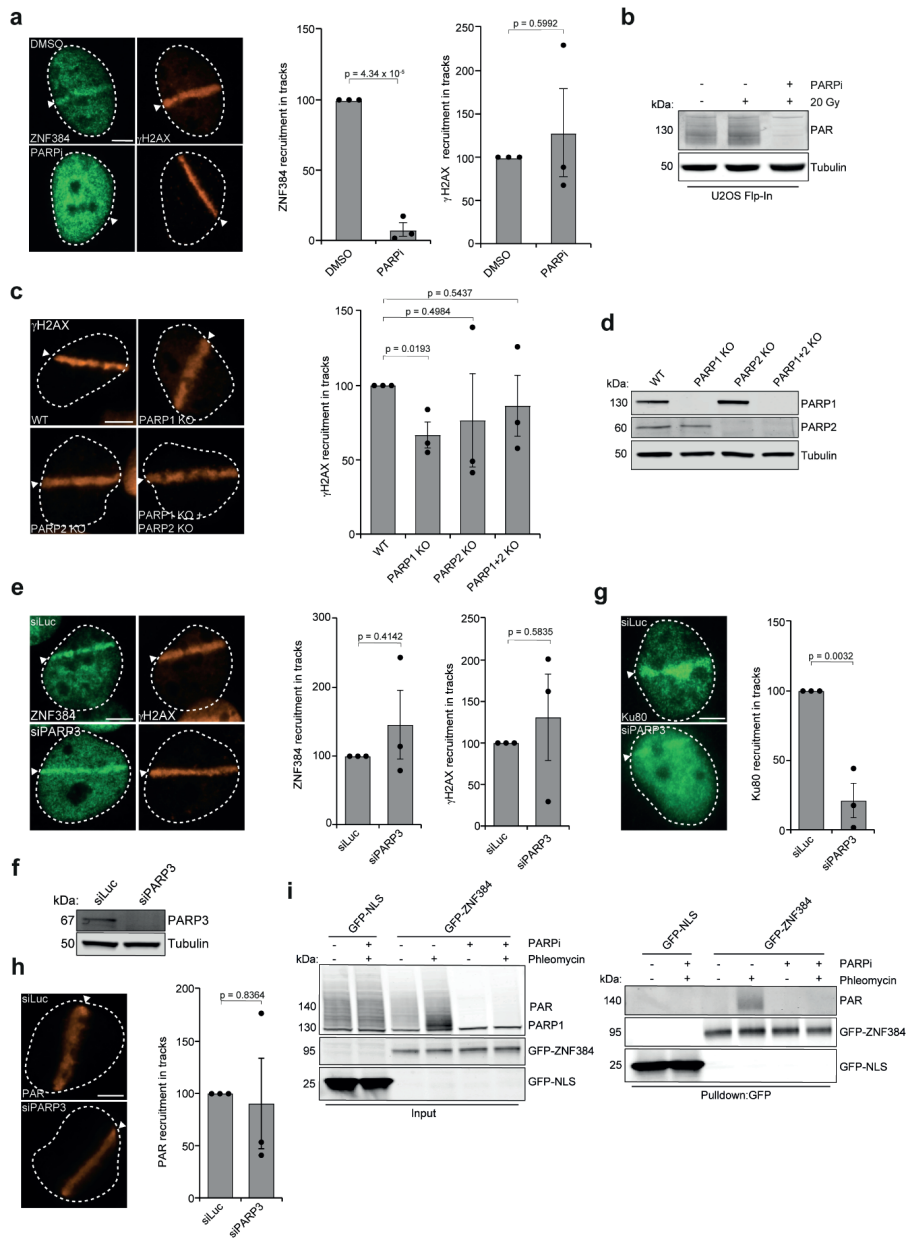 a
DMSO
ZNF384
γH2AX
PARPi
ZNF384 recruitment in tracks
150
100
50
0
p = 4.34 x 10⁻⁵
DMSO
PARPi
γH2AX recruitment in tracks
250
200
150
100
50
0
p = 0.5992
DMSO
PARPi
b
- - + PARPi
kDa: - + + 20 Gy
130 PAR
50 Tubulin
U2OS Flp-In
c
γH2AX
WT
PARP1 KO
PARP2 KO
PARP1 KO +
PARP2 KO
γH2AX recruitment in tracks
150
100
50
0
p = 0.5437
p = 0.4984
p = 0.0193
WT
PARP1 KO
PARP2 KO
PARP1+2 KO
d
kDa: WT PARP1 KO PARP2 KO PARP1+2 KO
130 PARP1
60 PARP2
50 Tubulin
e
siLuc
ZNF384
γH2AX
siPARP3
ZNF384 recruitment in tracks
300
200
100
0
p = 0.4142
siLuc
siPARP3
γH2AX recruitment in tracks
250
200
150
100
50
0
p = 0.5835
siLuc
siPARP3
g
siLuc
Ku80
siPARP3
Ku80 recruitment in tracks
150
100
50
0
p = 0.0032
siLuc
siPARP3
f
kDa: siLuc siPARP3
67 PARP3
50 Tubulin
h
siLuc
PAR
siPARP3
PAR recruitment in tracks
200
150
100
50
0
p = 0.8364
siLuc
siPARP3
i
GFP-NLS GFP-ZNF384
- + - - + + PARPi
kDa: - + - + - + Phleomycin
140 PAR
130 PARP1
95 GFP-ZNF384
25 GFP-NLS
Input
GFP-NLS GFP-ZNF384
- + - - + + PARPi
kDa: - + - + - + Phleomycin
140 PAR
95 GFP-ZNF384
25 GFP-NLS
Pulldown:GFP